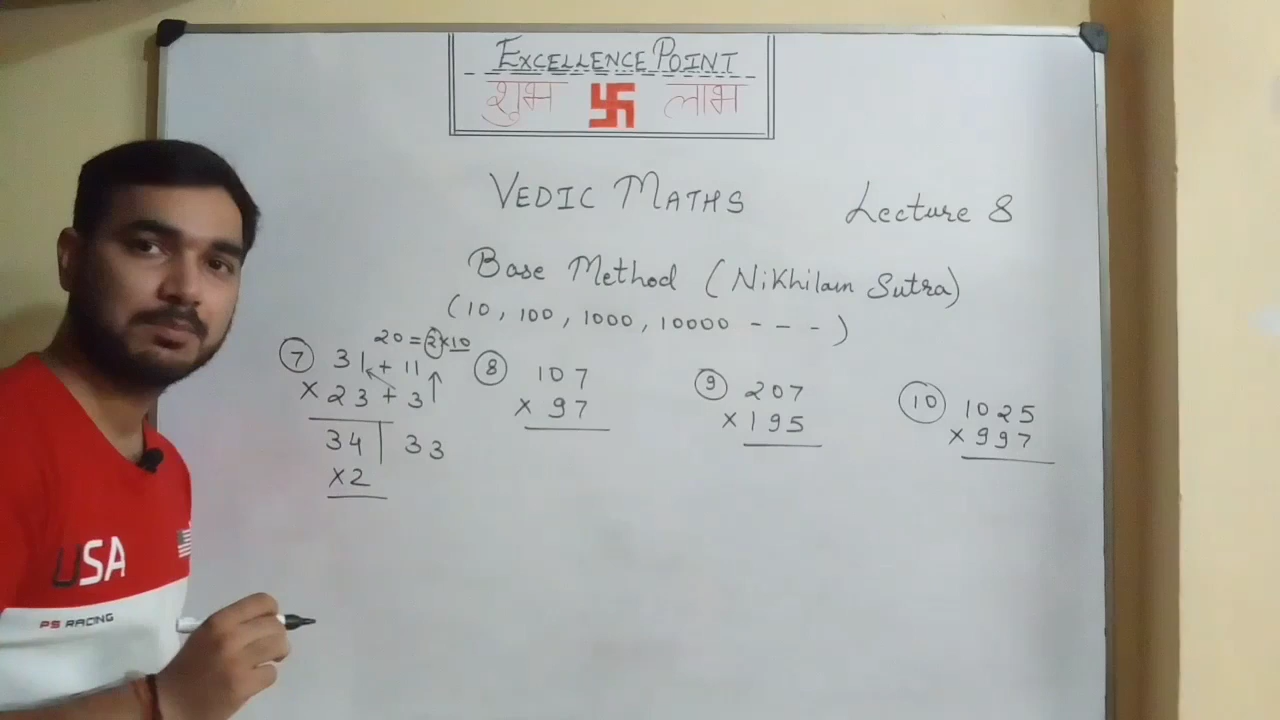 EXCELLENCE POINT
शुभ 卐 लाभ
VEDIC MATHS Lecture 8
Base Method (Nikhilam Sutra)
(10, 100, 1000, 10000 - - - )
20 = 2×10
7 31 + 11
× 23 + 3
34 | 33
×2
8 107
× 97
9 207
× 195
10 1025
× 997
USA
PS RACING